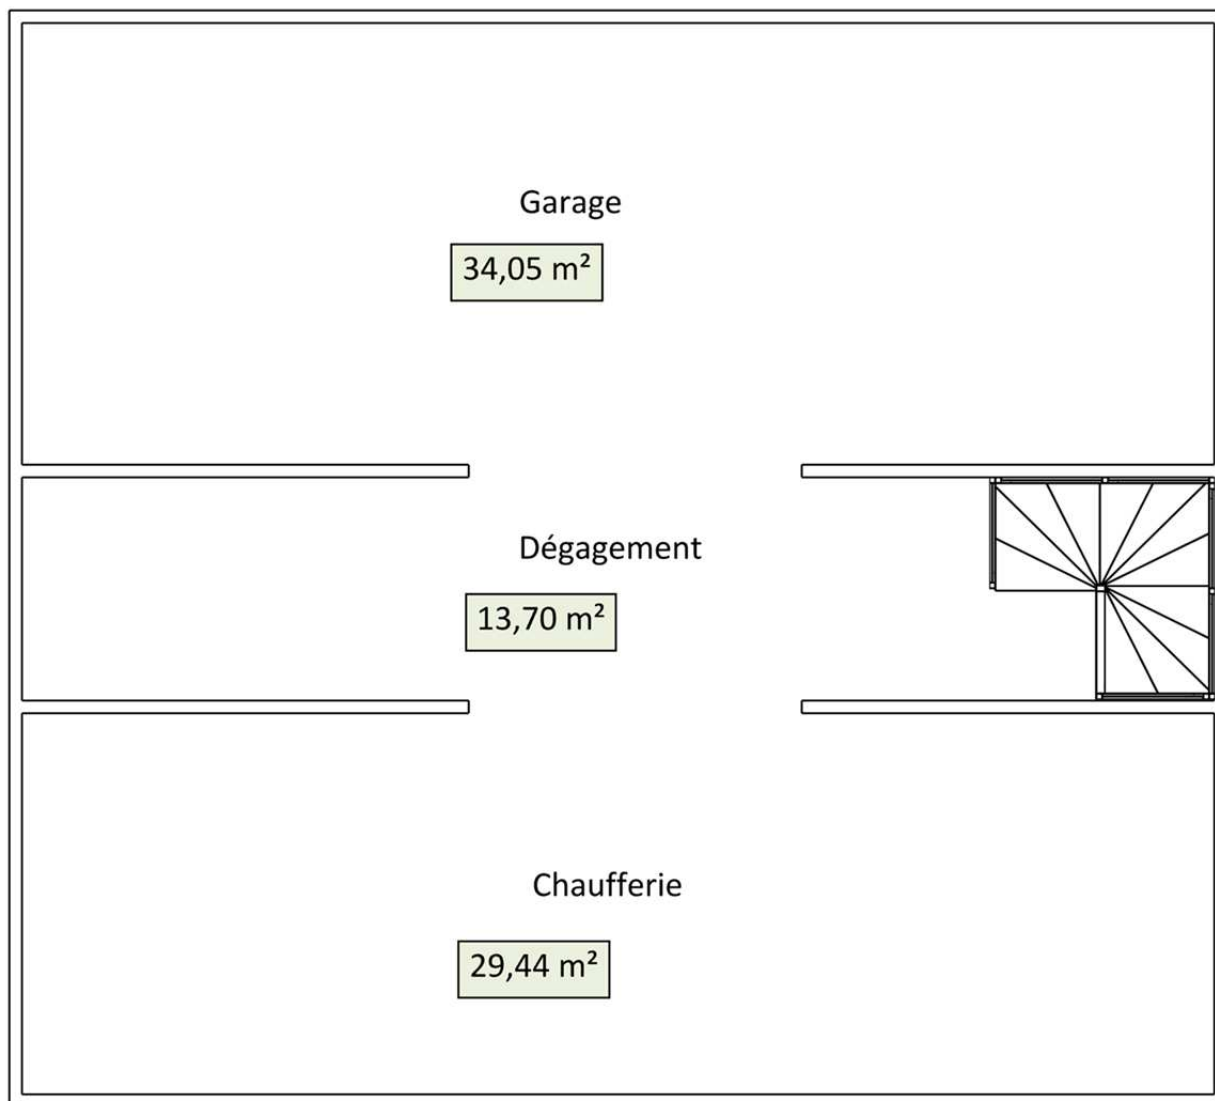 Garage
34,05 m²
Dégagement
13,70 m²
Chaufferie
29,44 m²